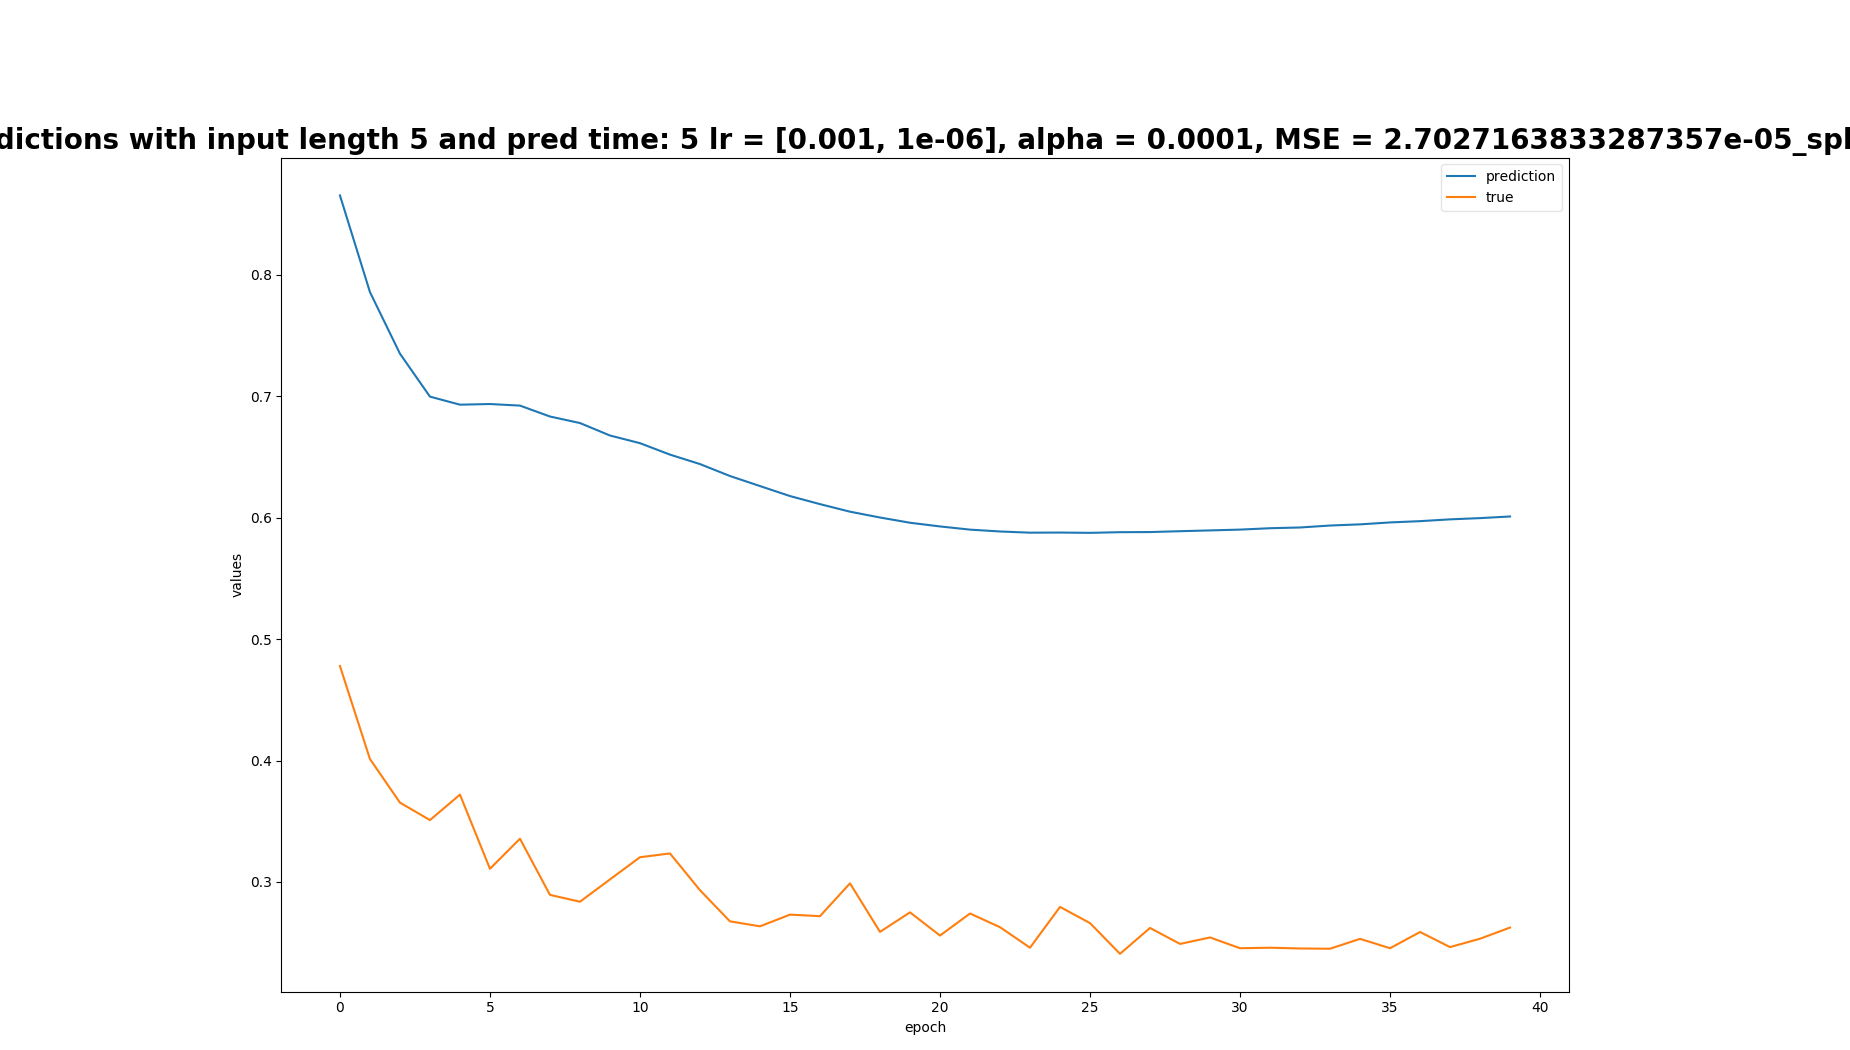 dictions with input length 5 and pred time: 5 lr = [0.001, 1e-06], alpha = 0.0001, MSE = 2.7027163833287357e-05_spl
prediction
true
0.8
0.7
0.6
0.5
0.4
0.3
values
0 5 10 15 20 25 30 35 40
epoch